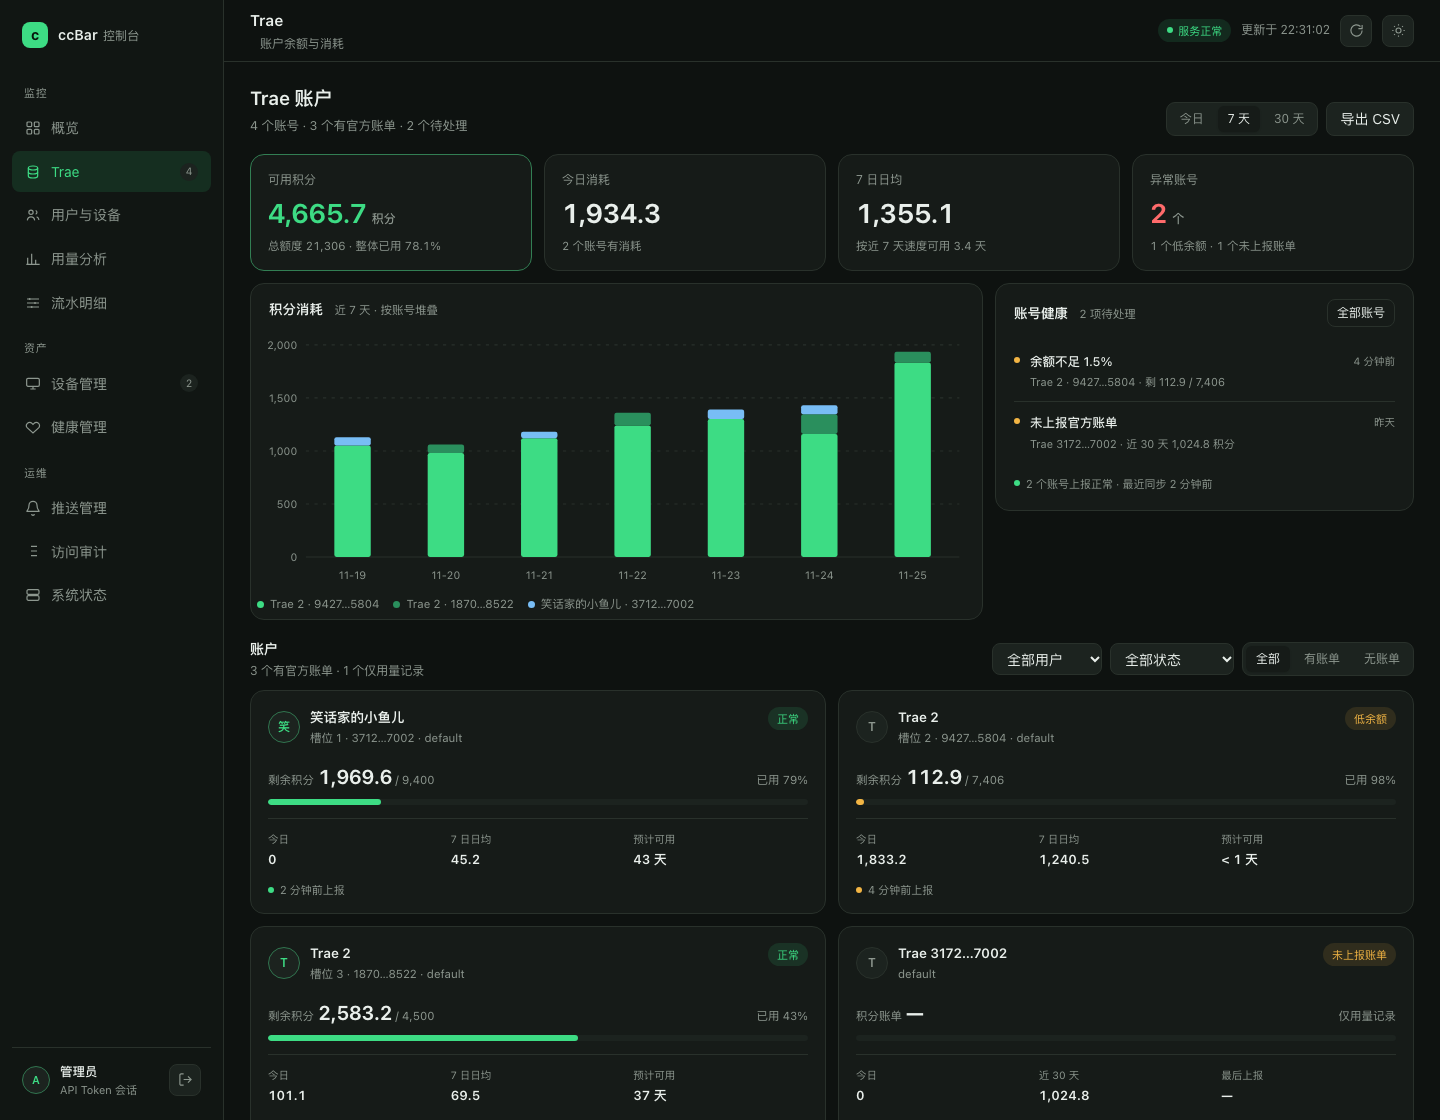 c ccBar 控制台
监控
概览
Trae 4
用户与设备
用量分析
流水明细
资产
设备管理 2
健康管理
运维
推送管理
访问审计
系统状态
A 管理员
API Token 会话
Trae
账户余额与消耗
服务正常 更新于 22:31:02
Trae 账户
4 个账号 · 3 个有官方账单 · 2 个待处理
今日 7 天 30 天 导出 CSV
可用积分
4,665.7 积分
总额度 21,306 · 整体已用 78.1%
今日消耗
1,934.3
2 个账号有消耗
7 日日均
1,355.1
按近 7 天速度可用 3.4 天
异常账号
2 个
1 个低余额 · 1 个未上报账单
积分消耗 近 7 天 · 按账号堆叠
2,000
1,500
1,000
500
0
11-19 11-20 11-21 11-22 11-23 11-24 11-25
Trae 2 · 9427...5804 Trae 2 · 1870...8522 笑话家的小鱼儿 · 3712...7002
账号健康 2 项待处理 全部账号
余额不足 1.5% 4 分钟前
Trae 2 · 9427...5804 · 剩 112.9 / 7,406
未上报官方账单 昨天
Trae 3172...7002 · 近 30 天 1,024.8 积分
2 个账号上报正常 · 最近同步 2 分钟前
账户
3 个有官方账单 · 1 个仅用量记录
全部用户 全部状态 全部 有账单 无账单
笑 笑话家的小鱼儿 正常
槽位 1 · 3712...7002 · default
剩余积分 1,969.6 / 9,400 已用 79%
今日 7 日日均 预计可用
0 45.2 43 天
2 分钟前上报
T Trae 2 低余额
槽位 2 · 9427...5804 · default
剩余积分 112.9 / 7,406 已用 98%
今日 7 日日均 预计可用
1,833.2 1,240.5 < 1 天
4 分钟前上报
T Trae 2 正常
槽位 3 · 1870...8522 · default
剩余积分 2,583.2 / 4,500 已用 43%
今日 7 日日均 预计可用
101.1 69.5 37 天
T Trae 3172...7002 未上报账单
default
积分账单 — 仅用量记录
今日 近 30 天 最后上报
0 1,024.8 —